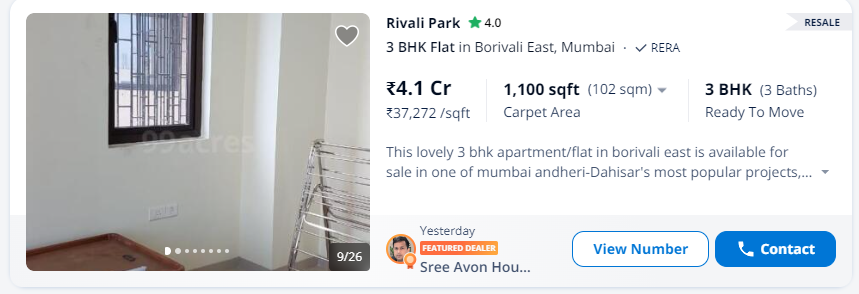 Rivali Park 4.0
RESALE
3 BHK Flat in Borivali East, Mumbai · RERA
₹4.1 Cr
₹37,272 /sqft
1,100 sqft (102 sqm)
Carpet Area
3 BHK (3 Baths)
Ready To Move
This lovely 3 bhk apartment/flat in borivali east is available for
sale in one of mumbai andheri-Dahisar's most popular projects,...
99acres
9/26
Yesterday
FEATURED DEALER
Sree Avon Hou...
View Number
Contact